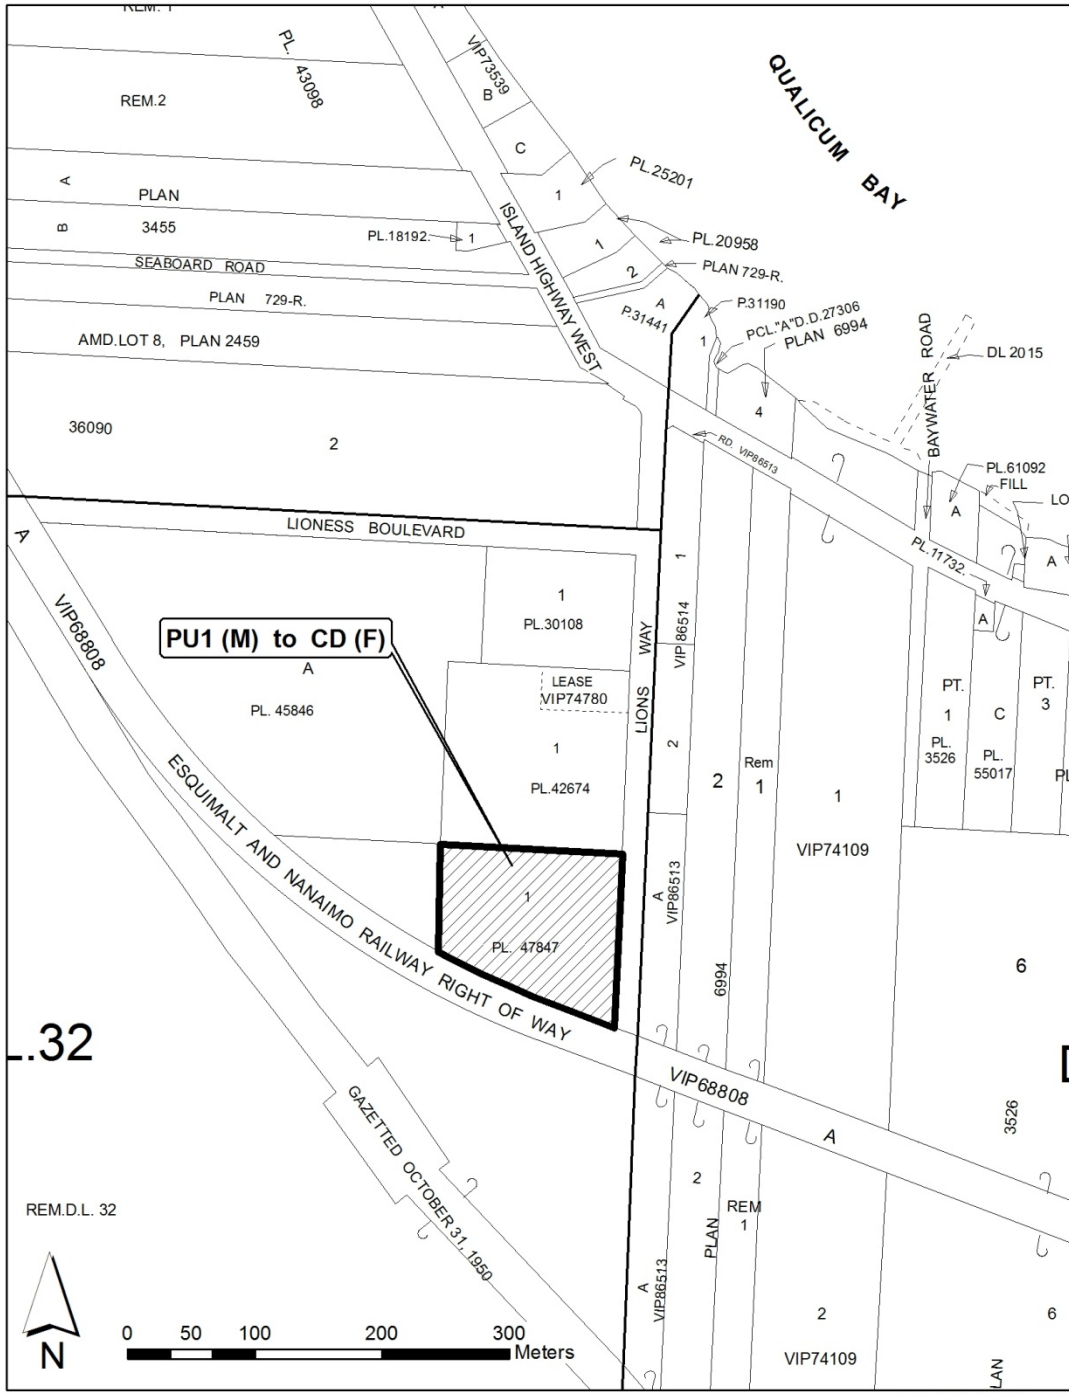 REM. 1
A
PL. 43098
VIP73539
B
REM.2
C
QUALICUM BAY
PL.25201
1
A
PLAN
B
3455
PL.18192.
1
ISLAND HIGHWAY WEST
1
PL.20958
SEABOARD ROAD
2
PLAN 729-R.
PLAN 729-R.
A
P.31441
P.31190
PCL."A"D.D.27306
PLAN 6994
AMD.LOT 8, PLAN 2459
1
BAYWATER ROAD
DL 2015
4
36090
2
RD. VIP86513
PL.61092
FILL
LO
A
LIONESS BOULEVARD
A
PL.11732.
A
1
A
VIP68808
1
PL.30108
VIP86514
A
PU1 (M) to CD (F)
LIONS WAY
A
LEASE
VIP74780
PT.
1
PL.
3526
C
PL.
55017
PT.
3
PL
PL. 45846
1
2
PL.42674
2
Rem
1
1
VIP74109
ESQUIMALT AND NANAIMO RAILWAY RIGHT OF WAY
1
PL. 47847
A
VIP86513
6994
6
L.32
D
VIP68808
A
3526
GAZETTED OCTOBER 31, 1950
2
REM
1
PLAN
REM.D.L. 32
A
VIP86513
2
VIP74109
6
LAN
N
0 50 100 200 300
Meters